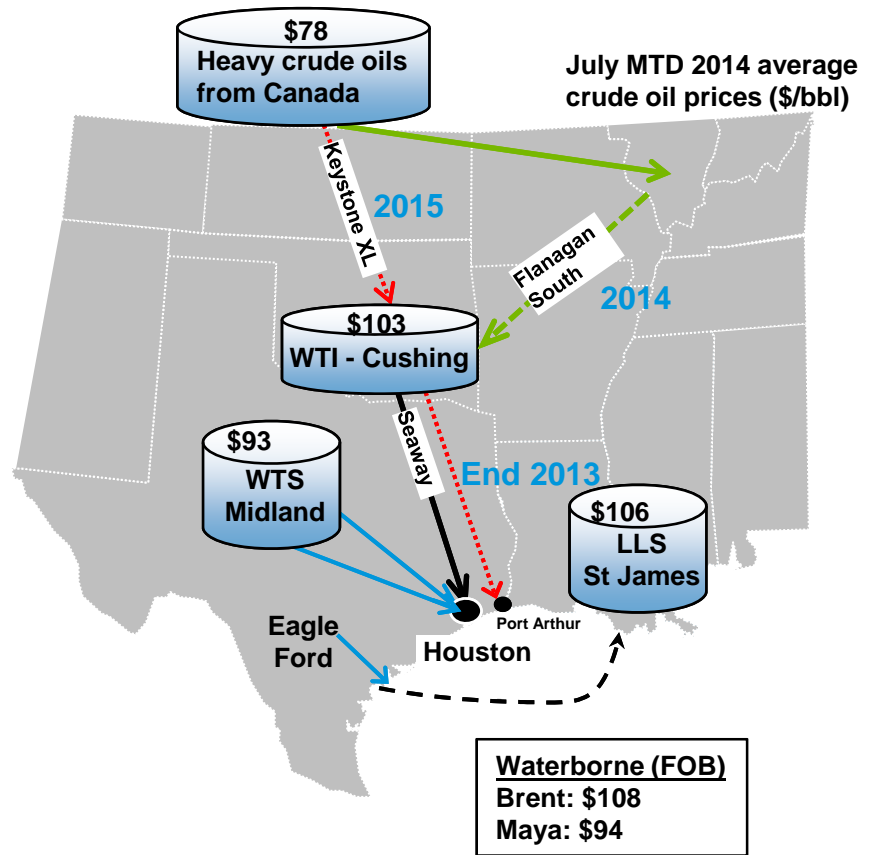 $78
Heavy crude oils
from Canada
July MTD 2014 average
crude oil prices ($/bbl)
Keystone XL
2015
Flanagan
South
2014
$103
WTI - Cushing
Seaway
End 2013
$93
WTS
Midland
$106
LLS
St James
Port Arthur
Eagle
Ford
Houston
Waterborne (FOB)
Brent: $108
Maya: $94